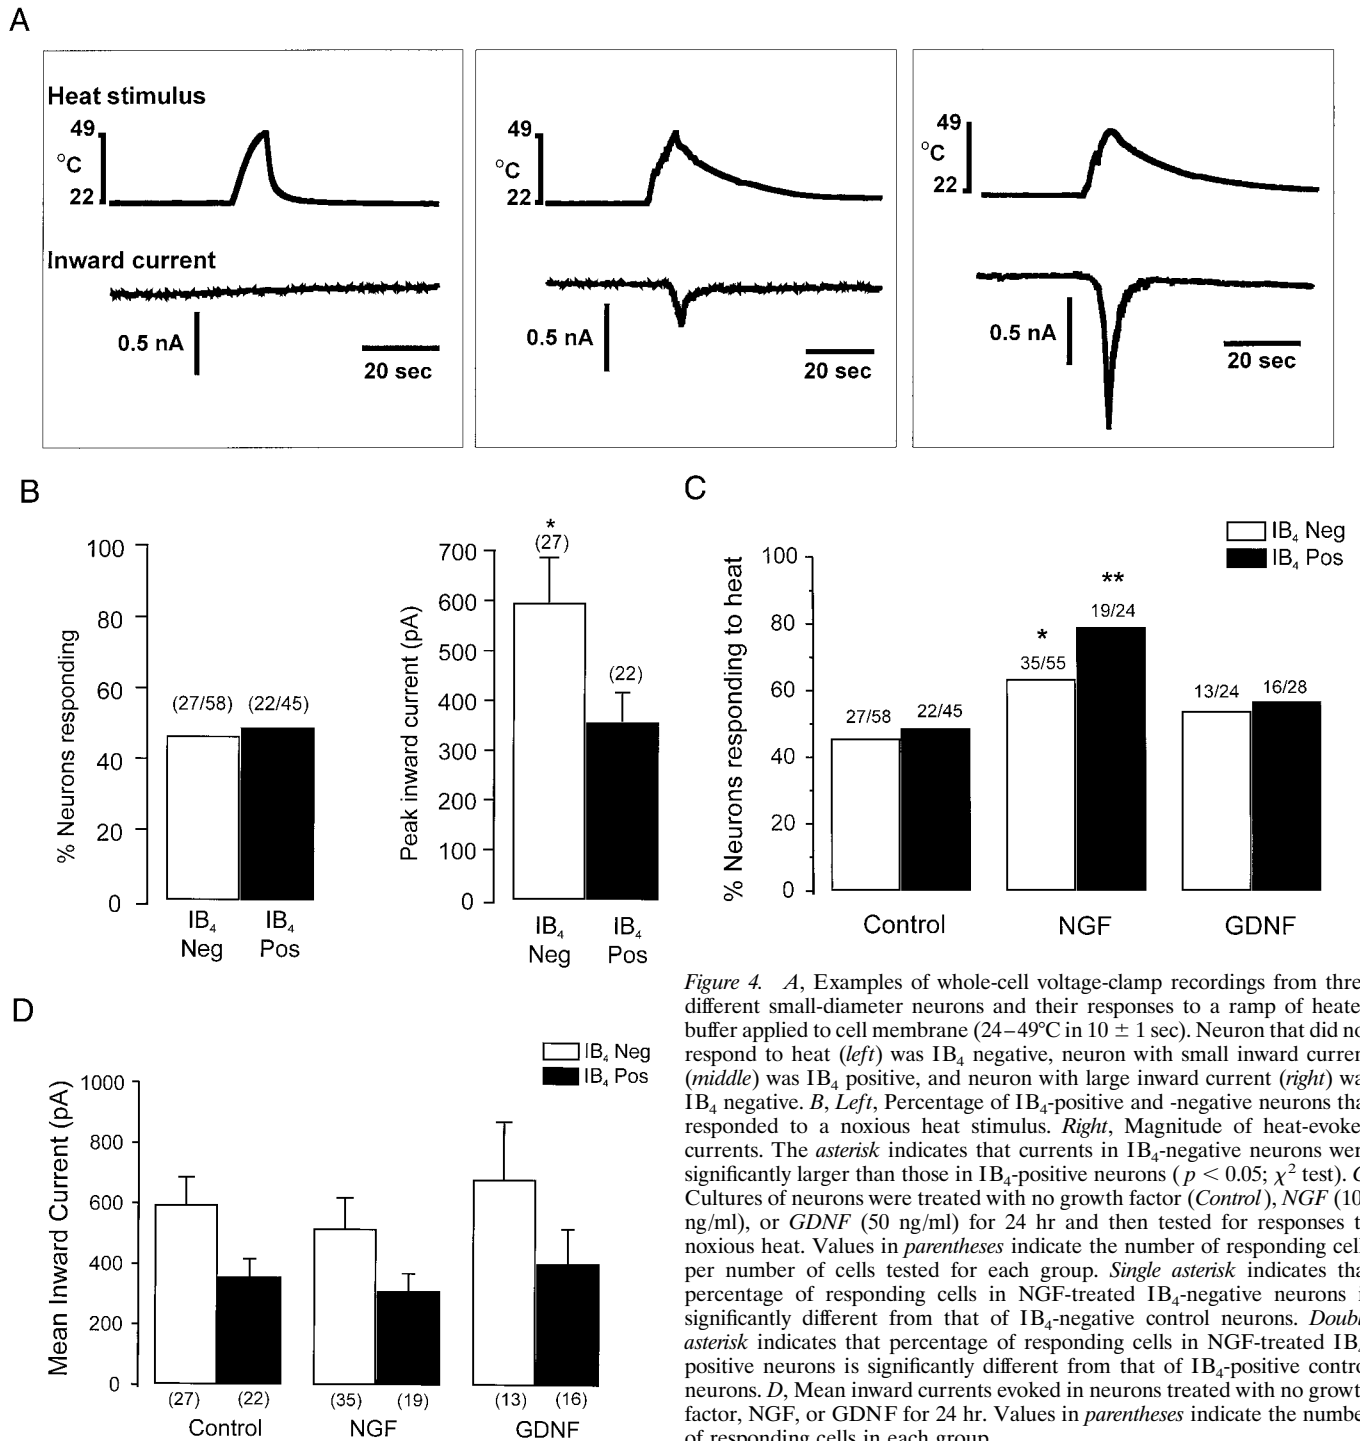 A
Heat stimulus
49
°C
22
Inward current
0.5 nA
20 sec
49
°C
22
0.5 nA
20 sec
49
°C
22
0.5 nA
20 sec
B
% Neurons responding
100
80
60
40
20
0
(27/58) (22/45)
IB4 Neg
IB4 Pos
Peak inward current (pA)
700
600
500
400
300
200
100
0
*
(27)
(22)
IB4 Neg
IB4 Pos
C
IB4 Neg
IB4 Pos
% Neurons responding to heat
100
80
60
40
20
0
27/58 22/45
*
35/55
**
19/24
13/24 16/28
Control NGF GDNF
D
IB4 Neg
IB4 Pos
Mean Inward Current (pA)
1000
800
600
400
200
0
(27) (22) (35) (19) (13) (16)
Control NGF GDNF
Figure 4. A, Examples of whole-cell voltage-clamp recordings from thre
different small-diameter neurons and their responses to a ramp of heate
buffer applied to cell membrane (24–49°C in 10 ± 1 sec). Neuron that did no
respond to heat (left) was IB4 negative, neuron with small inward curren
(middle) was IB4 positive, and neuron with large inward current (right) wa
IB4 negative. B, Left, Percentage of IB4-positive and -negative neurons tha
responded to a noxious heat stimulus. Right, Magnitude of heat-evoke
currents. The asterisk indicates that currents in IB4-negative neurons wer
significantly larger than those in IB4-positive neurons (p < 0.05; χ2 test). C
Cultures of neurons were treated with no growth factor (Control), NGF (10
ng/ml), or GDNF (50 ng/ml) for 24 hr and then tested for responses t
noxious heat. Values in parentheses indicate the number of responding cell
per number of cells tested for each group. Single asterisk indicates tha
percentage of responding cells in NGF-treated IB4-negative neurons i
significantly different from that of IB4-negative control neurons. Doubl
asterisk indicates that percentage of responding cells in NGF-treated IB4
positive neurons is significantly different from that of IB4-positive contro
neurons. D, Mean inward currents evoked in neurons treated with no growt
factor, NGF, or GDNF for 24 hr. Values in parentheses indicate the numbe
of responding cells in each group.